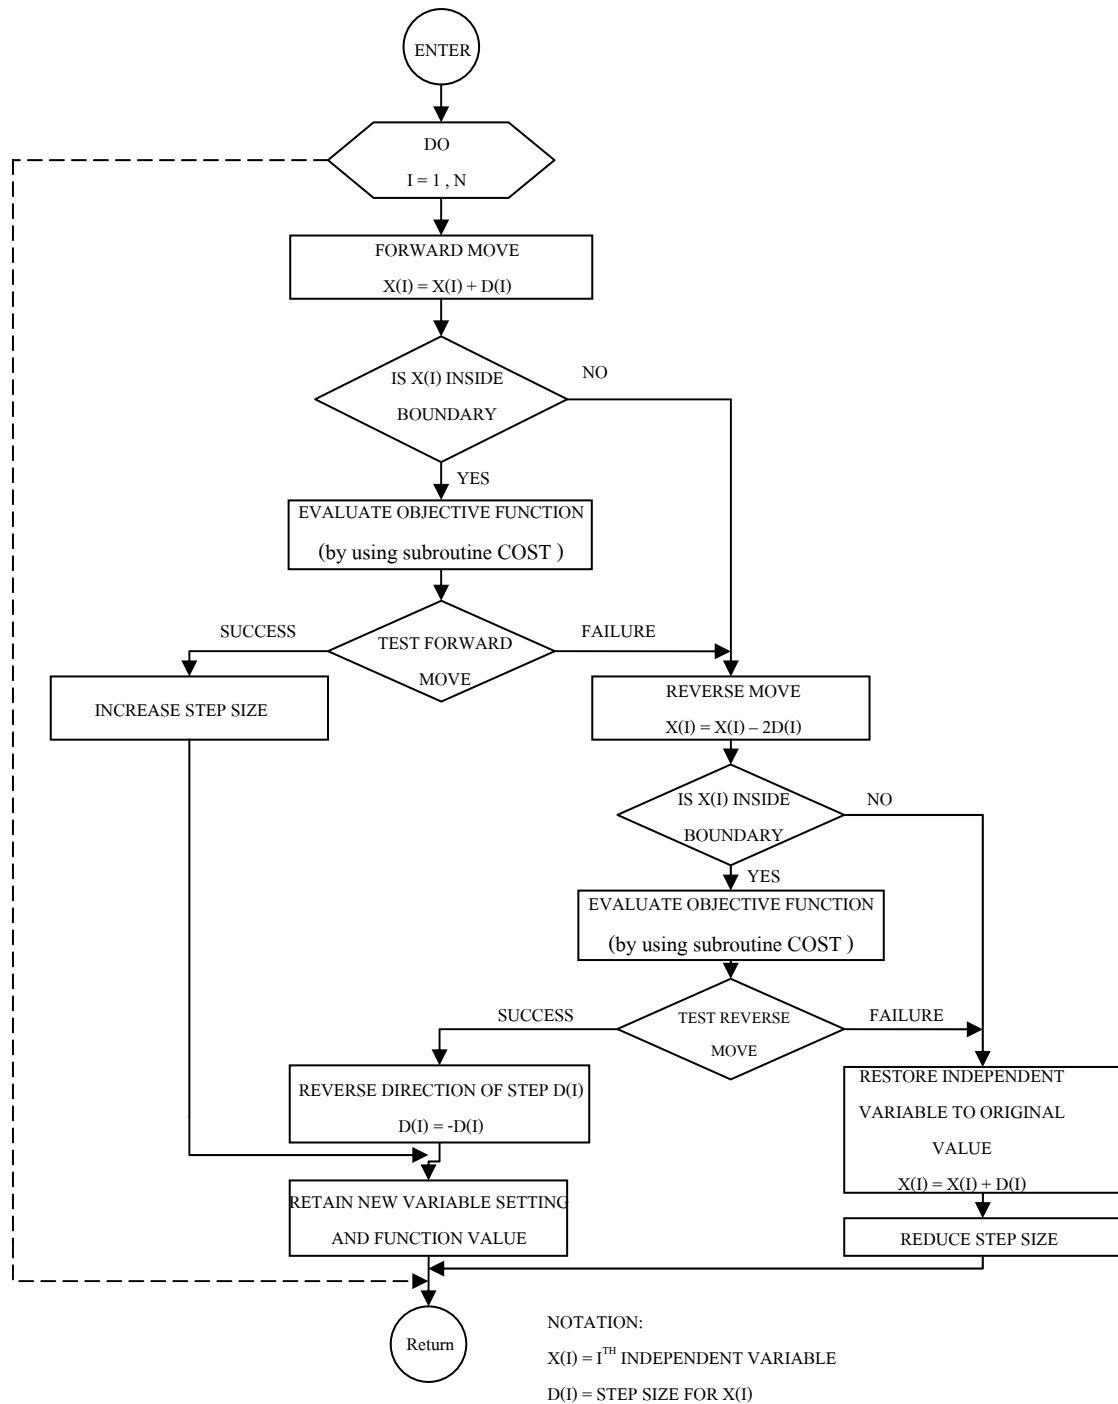 ENTER
DO
I = 1 , N
FORWARD MOVE
X(I) = X(I) + D(I)
IS X(I) INSIDE
BOUNDARY
NO
YES
EVALUATE OBJECTIVE FUNCTION
(by using subroutine COST )
SUCCESS
TEST FORWARD
MOVE
FAILURE
INCREASE STEP SIZE
REVERSE MOVE
X(I) = X(I) – 2D(I)
IS X(I) INSIDE
BOUNDARY
NO
YES
EVALUATE OBJECTIVE FUNCTION
(by using subroutine COST )
SUCCESS
TEST REVERSE
MOVE
FAILURE
REVERSE DIRECTION OF STEP D(I)
D(I) = -D(I)
RESTORE INDEPENDENT
VARIABLE TO ORIGINAL
VALUE
X(I) = X(I) + D(I)
RETAIN NEW VARIABLE SETTING
AND FUNCTION VALUE
REDUCE STEP SIZE
Return
NOTATION:
X(I) = I^TH INDEPENDENT VARIABLE
D(I) = STEP SIZE FOR X(I)